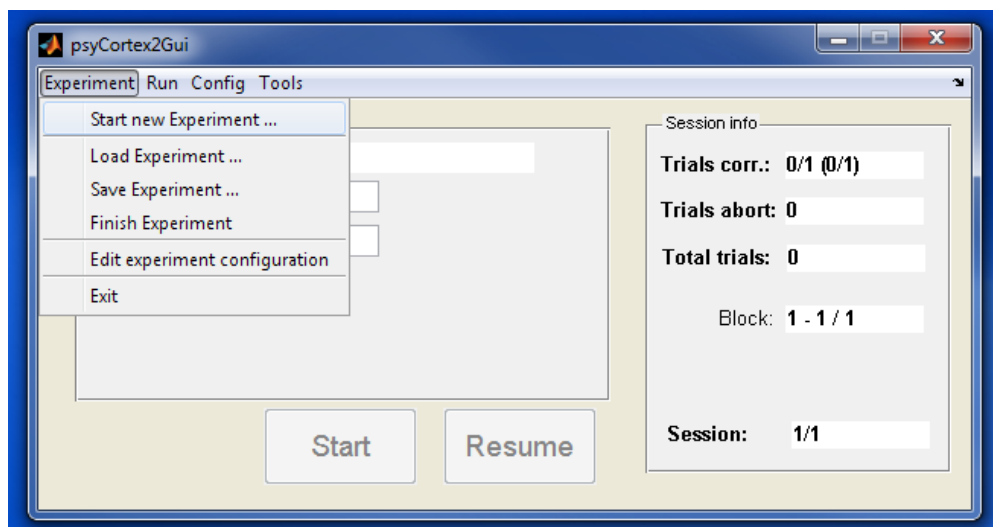 psyCortex2Gui
Experiment Run Config Tools
Start new Experiment ...
Load Experiment ...
Save Experiment ...
Finish Experiment
Edit experiment configuration
Exit
Session info
Trials corr.: 0/1 (0/1)
Trials abort: 0
Total trials: 0
Block: 1 - 1 / 1
Session: 1/1
Start
Resume